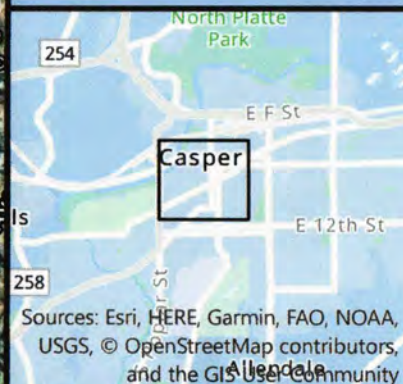 North Platte
Park
254
E F St
Casper
ls
E 12th St
258
Sources: Esri, HERE, Garmin, FAO, NOAA,
USGS, © OpenStreetMap contributors,
Allendale
and the GIS User Community